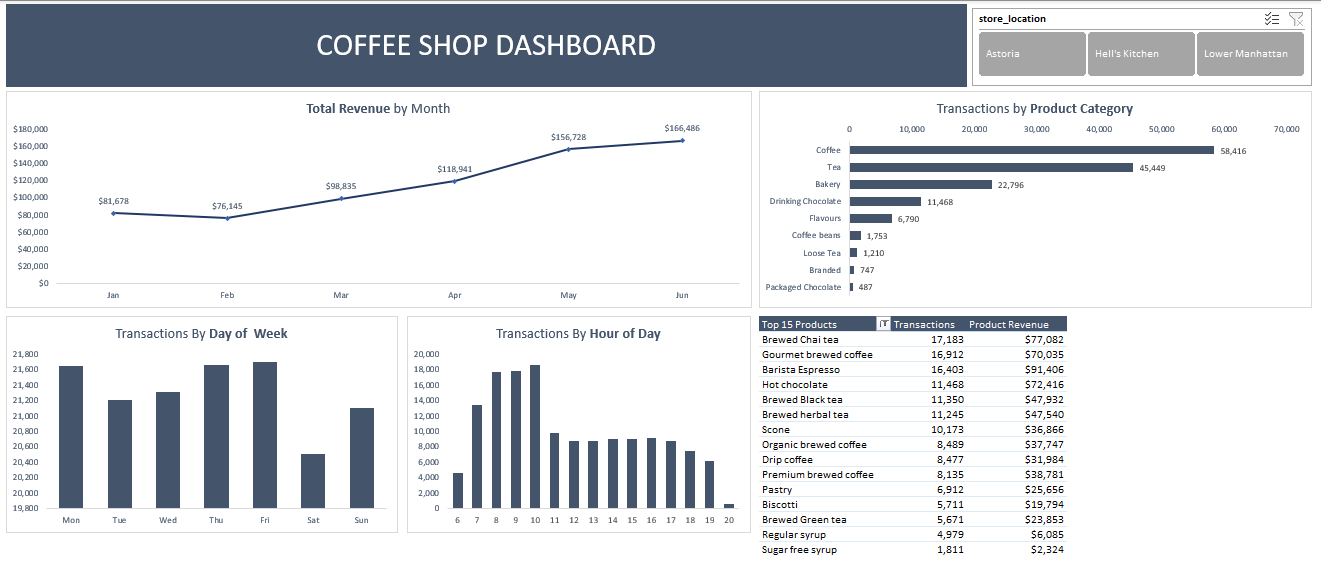 COFFEE SHOP DASHBOARD
store_location
Astoria Hell's Kitchen Lower Manhattan
Total Revenue by Month
$180,000
$160,000
$140,000
$120,000
$100,000
$80,000
$60,000
$40,000
$20,000
$0
$81,678
$76,145
$98,835
$118,941
$156,728
$166,486
Jan Feb Mar Apr May Jun
Transactions by Product Category
0 10,000 20,000 30,000 40,000 50,000 60,000 70,000
Coffee 58,416
Tea 45,449
Bakery 22,796
Drinking Chocolate 11,468
Flavours 6,790
Coffee beans 1,753
Loose Tea 1,210
Branded 747
Packaged Chocolate 487
Transactions By Day of Week
21,800
21,600
21,400
21,200
21,000
20,800
20,600
20,400
20,200
20,000
19,800
Mon Tue Wed Thu Fri Sat Sun
Transactions By Hour of Day
20,000
18,000
16,000
14,000
12,000
10,000
8,000
6,000
4,000
2,000
0
6 7 8 9 10 11 12 13 14 15 16 17 18 19 20
Top 15 Products Transactions Product Revenue
Brewed Chai tea 17,183 $77,082
Gourmet brewed coffee 16,912 $70,035
Barista Espresso 16,403 $91,406
Hot chocolate 11,468 $72,416
Brewed Black tea 11,350 $47,932
Brewed herbal tea 11,245 $47,540
Scone 10,173 $36,866
Organic brewed coffee 8,489 $37,747
Drip coffee 8,477 $31,984
Premium brewed coffee 8,135 $38,781
Pastry 6,912 $25,656
Biscotti 5,711 $19,794
Brewed Green tea 5,671 $23,853
Regular syrup 4,979 $6,085
Sugar free syrup 1,811 $2,324